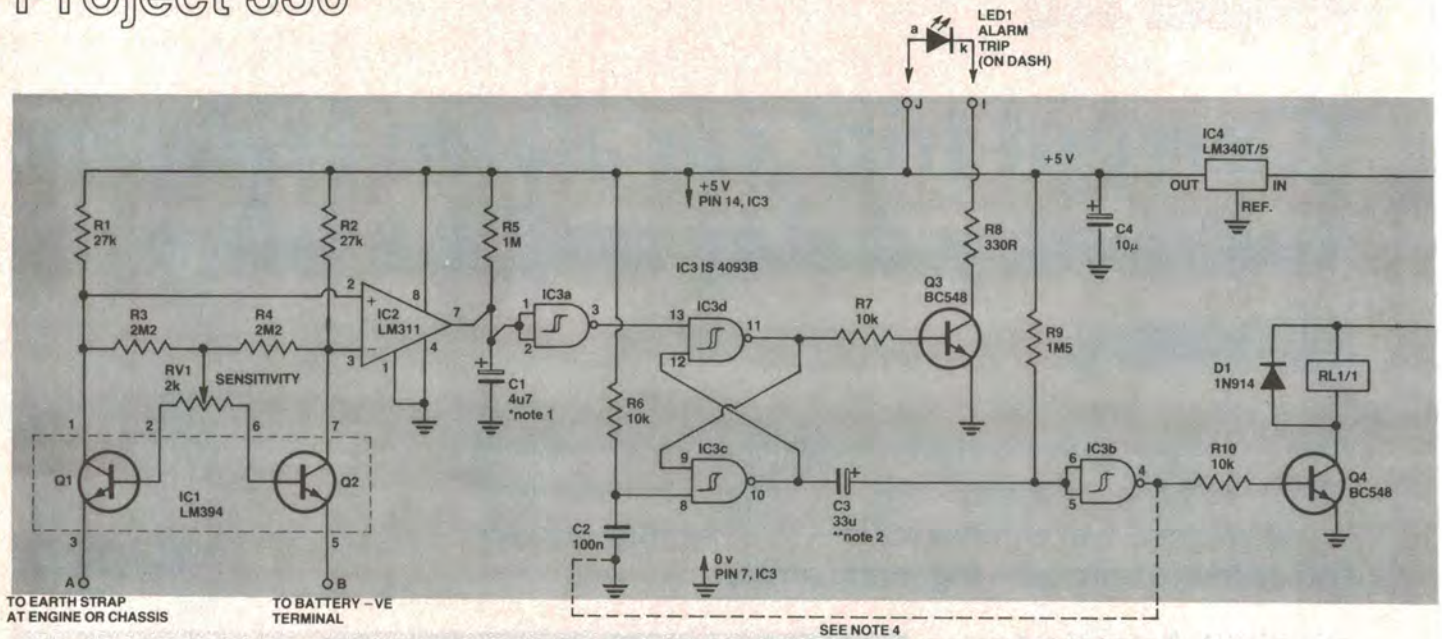 Project 330
LED1
ALARM
TRIP
(ON DASH)
a
k
J
I
IC4
LM340T/5
+5 V
OUT
IN
REF.
+5 V
PIN 14, IC3
R1
27k
R2
27k
R5
1M
C4
10μ
R8
330R
IC3 IS 4093B
Q3
BC548
2
+
8
IC2
LM311
7
−
3
1
4
IC3a
1
2
3
IC3d
13
12
11
R7
10k
R9
1M5
R3
2M2
R4
2M2
RV1
2k
SENSITIVITY
+
C1
4u7
*note 1
R6
10k
D1
1N914
RL1/1
1
2
6
7
Q1
Q2
IC1
LM394
3
5
IC3c
9
8
10
+
C3
33u
**note 2
IC3b
6
5
4
R10
10k
Q4
BC548
C2
100n
0 v
PIN 7, IC3
A
B
TO EARTH STRAP
AT ENGINE OR CHASSIS
TO BATTERY –VE
TERMINAL
SEE NOTE 4